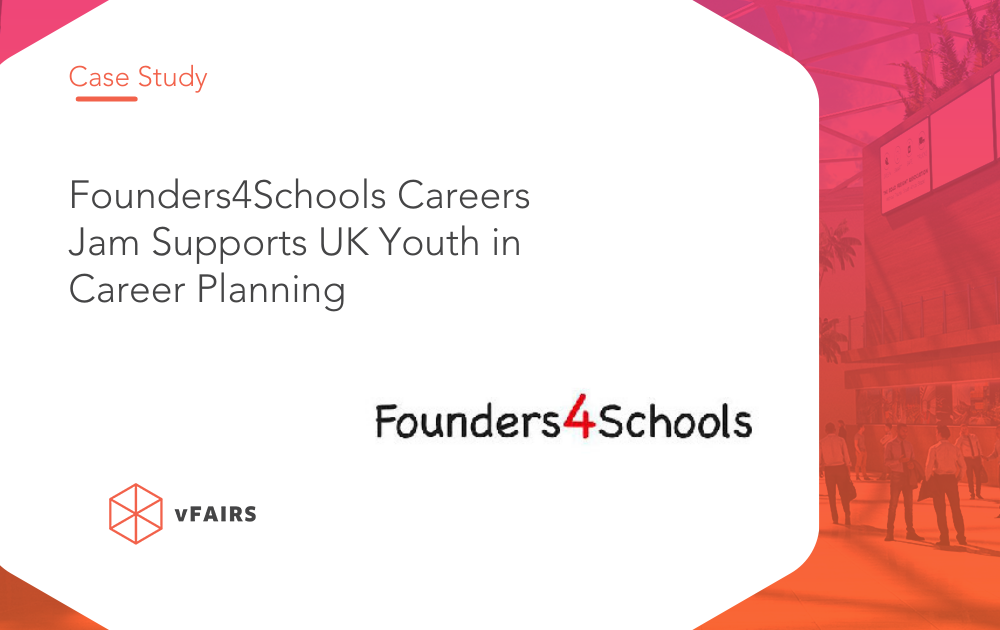 Case Study
Founders4Schools Careers
Jam Supports UK Youth in
Career Planning
Founders4Schools
vFAIRS